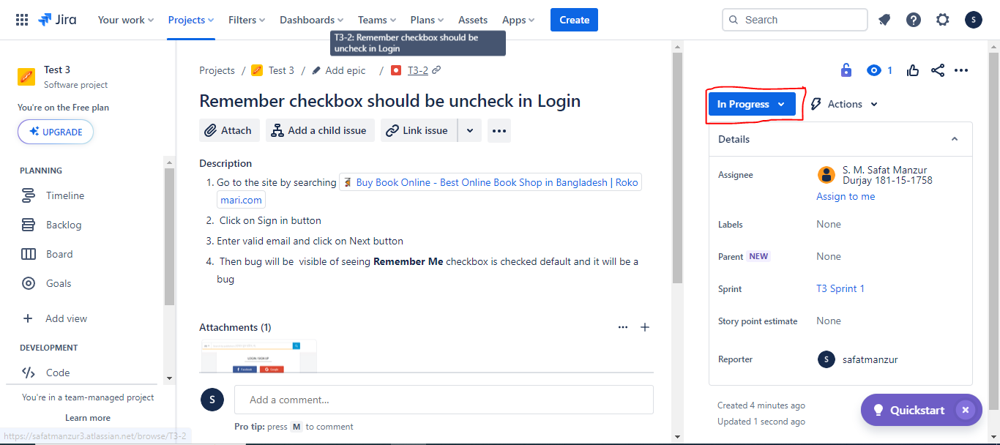 Jira
Your work
Projects
Filters
Dashboards
Teams
Plans
Assets
Apps
Create
Search
S
T3-2: Remember checkbox should be
uncheck in Login
Test 3
Software project
You're on the Free plan
UPGRADE
PLANNING
Timeline
Backlog
Board
Goals
Add view
DEVELOPMENT
Code
You're in a team-managed project
Learn more
https://safatmanzur3.atlassian.net/browse/T3-2
Projects / Test 3 / Add epic / T3-2
Remember checkbox should be uncheck in Login
Attach
Add a child issue
Link issue
Description
1. Go to the site by searching Buy Book Online - Best Online Book Shop in Bangladesh | Roko
mari.com
2. Click on Sign in button
3. Enter valid email and click on Next button
4. Then bug will be visible of seeing Remember Me checkbox is checked default and it will be a
bug
Attachments (1)
LOGIN / SIGN UP
Facebook
Google
S
Add a comment...
Pro tip: press M to comment
1
In Progress
Actions
Details
Assignee
S. M. Safat Manzur
Durjay 181-15-1758
Assign to me
Labels
None
Parent NEW
None
Sprint
T3 Sprint 1
Story point estimate
None
Reporter
S safatmanzur
Created 4 minutes ago
Updated 1 second ago
Quickstart